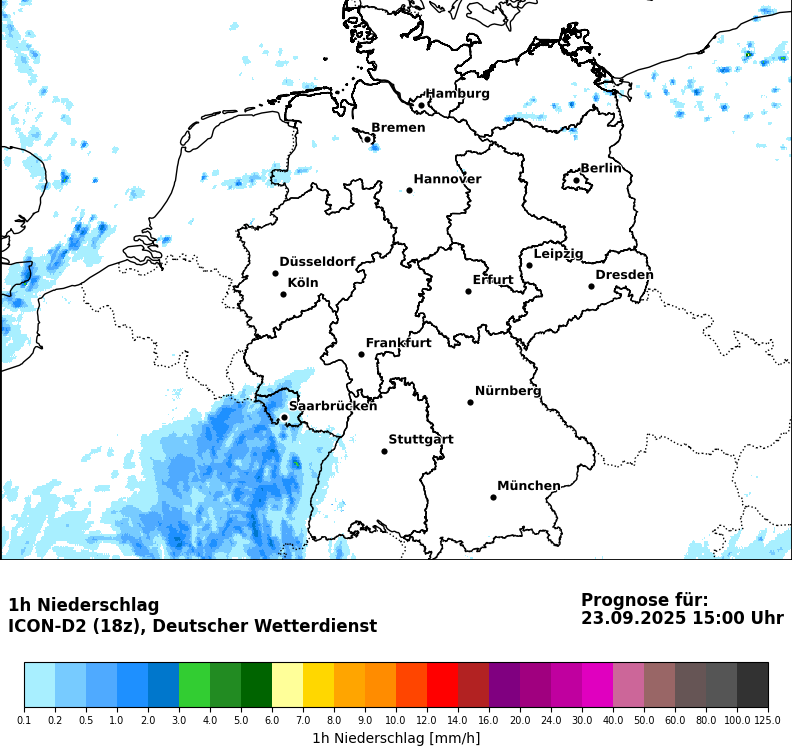 Hamburg
Bremen
Berlin
Hannover
Leipzig
Düsseldorf
Dresden
Köln
Erfurt
Frankfurt
Nürnberg
Saarbrücken
Stuttgart
München
1h Niederschlag
ICON-D2 (18z), Deutscher Wetterdienst
Prognose für:
23.09.2025 15:00 Uhr
0.1 0.2 0.5 1.0 2.0 3.0 4.0 5.0 6.0 7.0 8.0 9.0 10.0 12.0 14.0 16.0 20.0 24.0 30.0 40.0 50.0 60.0 80.0 100.0 125.0
1h Niederschlag [mm/h]